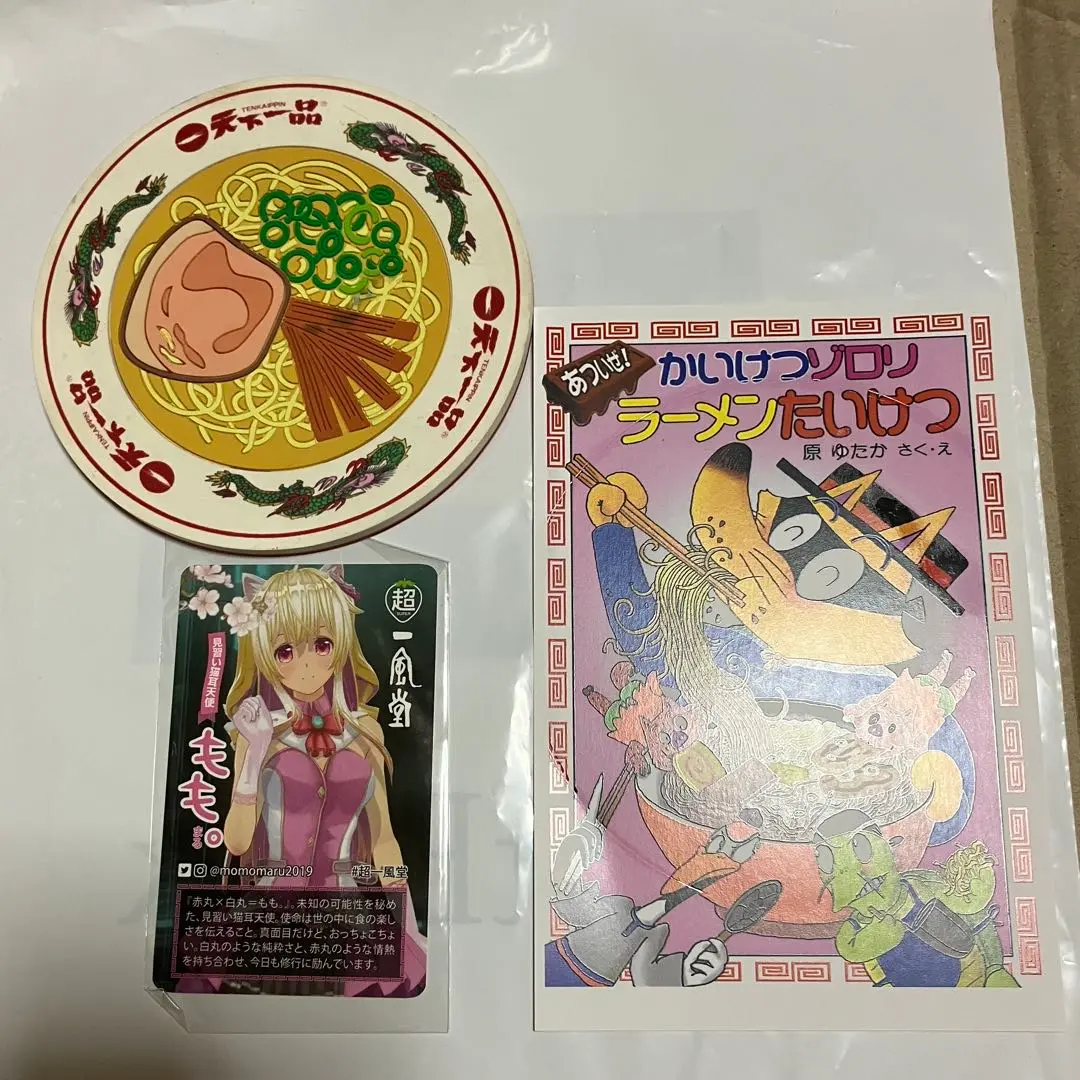 一天下一品®
TENKAIPPIN
一天下一品®
TENKAIPPIN
一天下一品®
TENKAIPPIN
あついぜ!
かいけつゾロリ
ラーメンたいけつ
原 ゆたか さく・え
超
SUPER
一風堂
見習い猫耳天使
もも。
まる
@momomaru2019
#超一風堂
『赤丸×白丸=もも。』。未知の可能性を秘め
た、見習い猫耳天使。使命は世の中に食の楽し
さを伝えること。真面目だけど、おっちょこちょ
い。白丸のような純粋さと、赤丸のような情熱
を持ち合わせ、今日も修行に励んでいます。